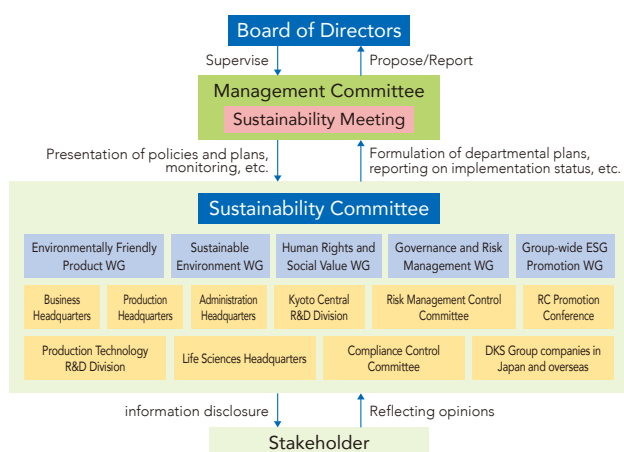 Board of Directors
Supervise
Propose/Report
Management Committee
Sustainability Meeting
Presentation of policies and plans,
monitoring, etc.
Formulation of departmental plans,
reporting on implementation status, etc.
Sustainability Committee
Environmentally Friendly
Product WG
Sustainable
Environment WG
Human Rights and
Social Value WG
Governance and Risk
Management WG
Group-wide ESG
Promotion WG
Business
Headquarters
Production
Headquarters
Administration
Headquarters
Kyoto Central
R&D Division
Risk Management Control
Committee
RC Promotion
Conference
Production Technology
R&D Division
Life Sciences Headquarters
Compliance Control
Committee
DKS Group companies in
Japan and overseas
information disclosure
Reflecting opinions
Stakeholder